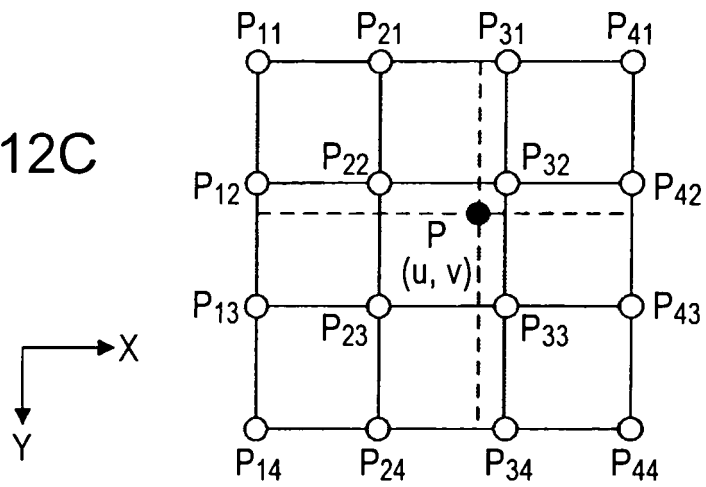 P11 P21 P31 P41
12C
P12 P22 P32 P42
P
(u, v)
P13 P23 P33 P43
X
Y
P14 P24 P34 P44